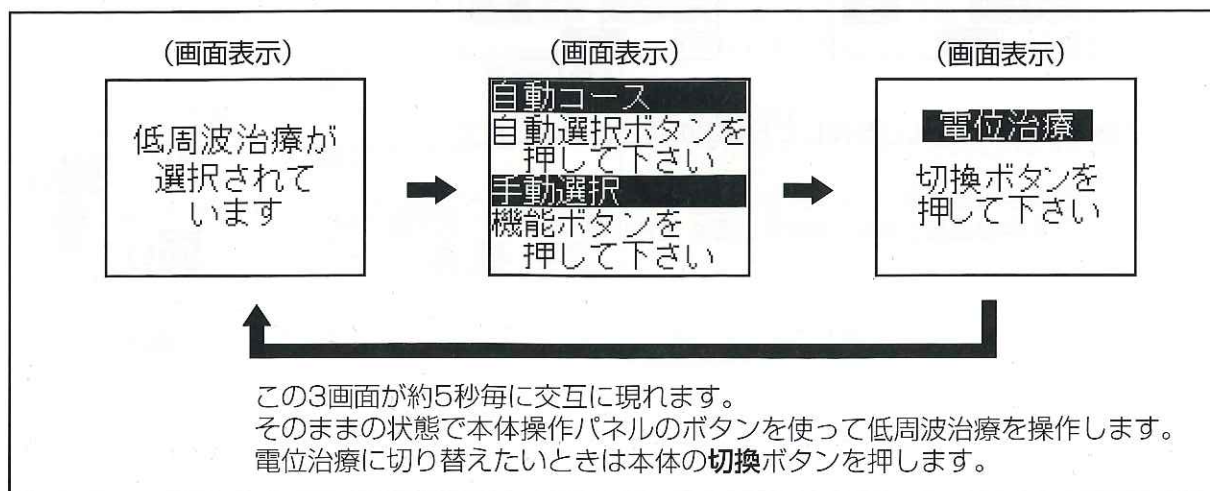 (画面表示)
低周波治療が
選択されて
います
(画面表示)
自動コース
自動選択ボタンを
押して下さい
手動選択
機能ボタンを
押して下さい
(画面表示)
電位治療
切換ボタンを
押して下さい
この3画面が約5秒毎に交互に現れます。
そのままの状態で本体操作パネルのボタンを使って低周波治療を操作します。
電位治療に切り替えたいときは本体の切換ボタンを押します。